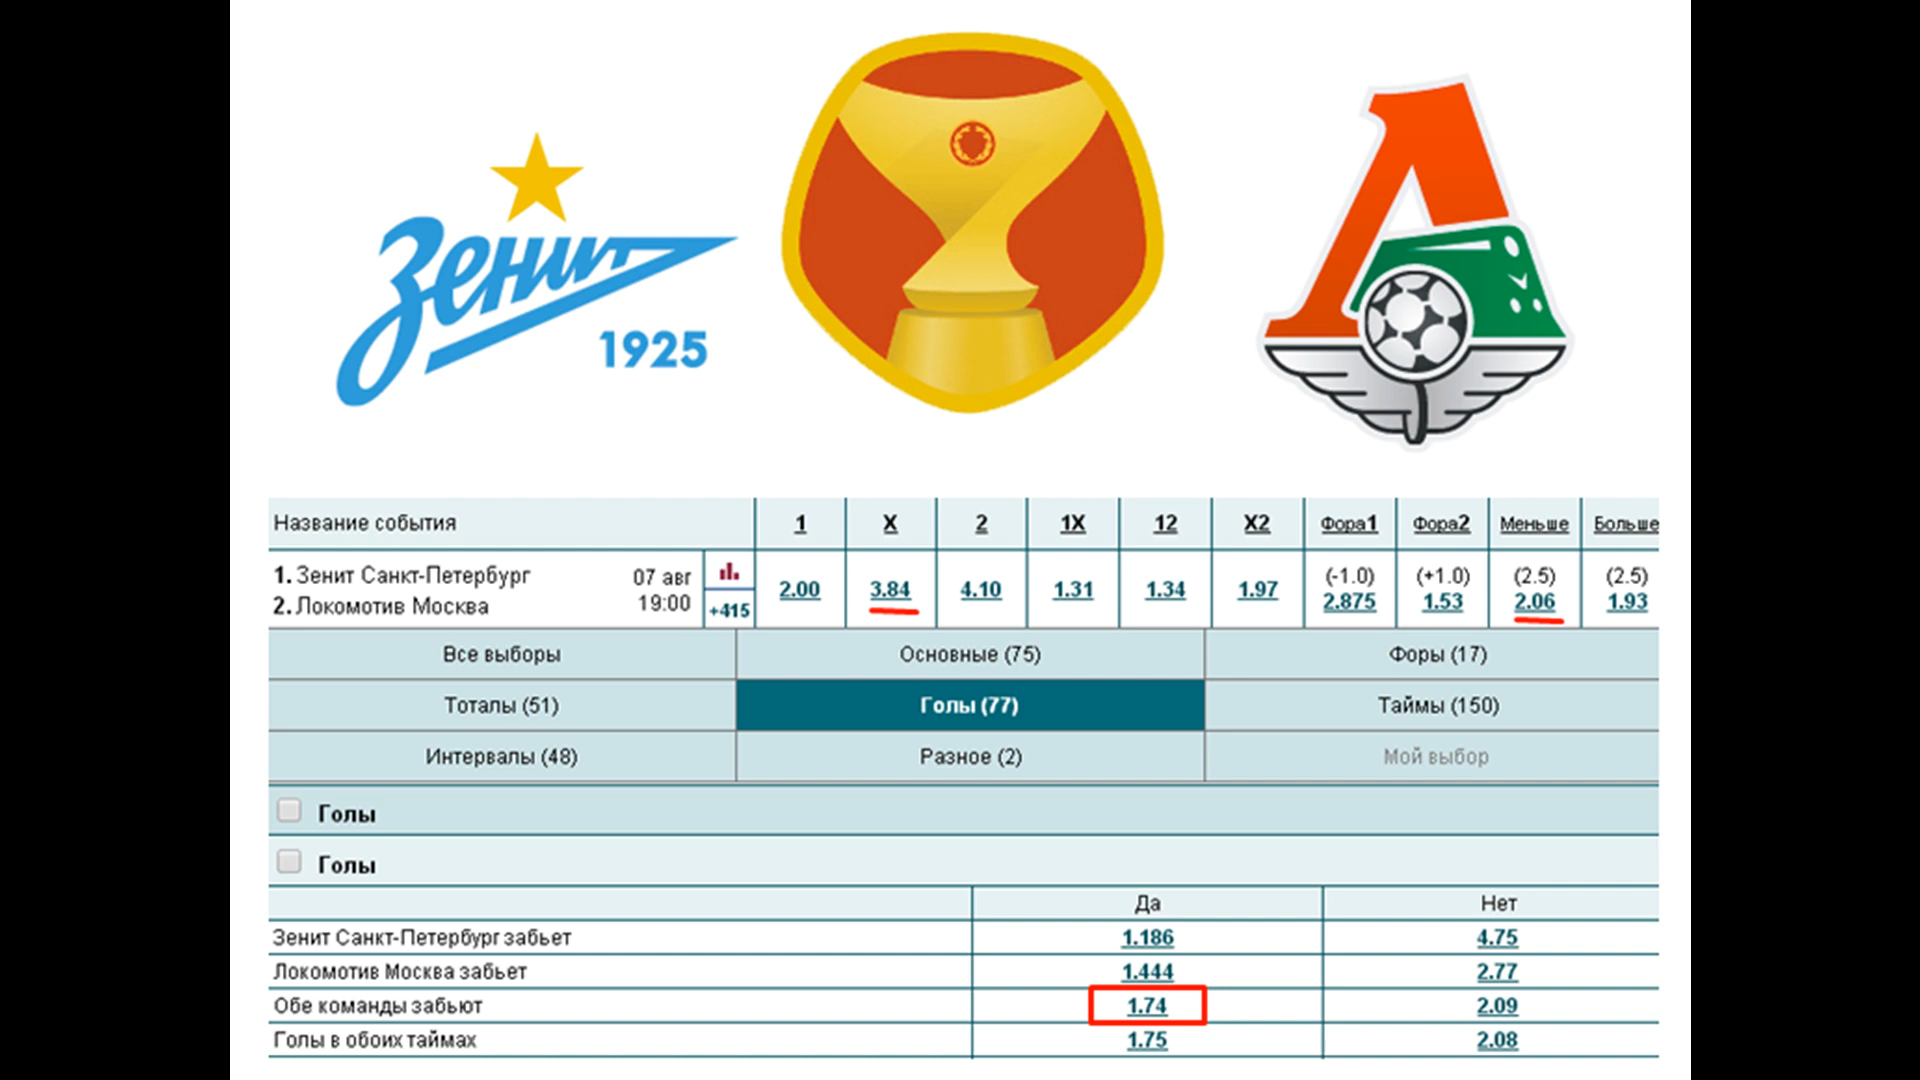 Зенит
1925
Название события 1 X 2 1X 12 X2 Фора1 Фора2 Меньше Больше
1. Зенит Санкт-Петербург 07 авг (-1.0) (+1.0) (2.5) (2.5)
2.00 3.84 4.10 1.31 1.34 1.97
2. Локомотив Москва 19:00 +415 2.875 1.53 2.06 1.93
Все выборы Основные (75) Форы (17)
Тоталы (51) Голы (77) Таймы (150)
Интервалы (48) Разное (2) Мой выбор
Голы
Голы
Да Нет
Зенит Санкт-Петербург забьет 1.186 4.75
Локомотив Москва забьет 1.444 2.77
Обе команды забьют 1.74 2.09
Голы в обоих таймах 1.75 2.08